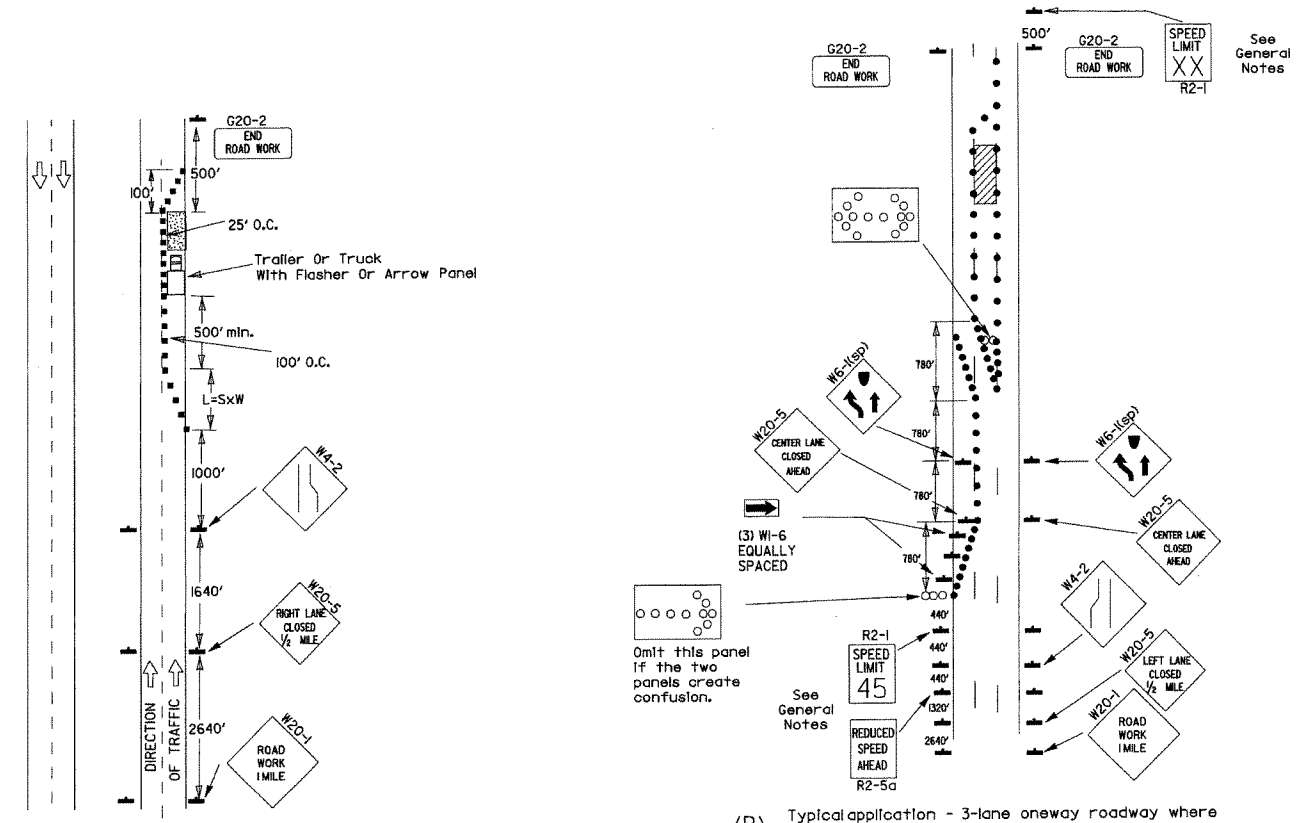 G20-2
END
ROAD WORK
500'
100'
25' O.C.
Trailer Or Truck
With Flasher Or Arrow Panel
500' min.
100' O.C.
L=SxW
1000'
W4-2
1640'
W20-5
RIGHT LANE
CLOSED
1/2 MILE
2640'
DIRECTION
OF TRAFFIC
W20-1
ROAD
WORK
1 MILE
500'
G20-2
END
ROAD WORK
G20-2
END
ROAD WORK
SPEED
LIMIT
XX
R2-1
See
General
Notes
780'
W6-1(sp)
780'
W20-5
CENTER LANE
CLOSED
AHEAD
W6-1(sp)
780'
(3) W1-6
EQUALLY
SPACED
780'
W20-5
CENTER LANE
CLOSED
AHEAD
W4-2
Omit this panel
if the two
panels create
confusion.
440'
R2-1
SPEED
LIMIT
45
440'
440'
See
General
Notes
1320'
W20-5
LEFT LANE
CLOSED
1/2 MILE
2640'
REDUCED
SPEED
AHEAD
R2-5a
W20-1
ROAD
WORK
1 MILE
(B) Typical application - 3-lane oneway roadway where